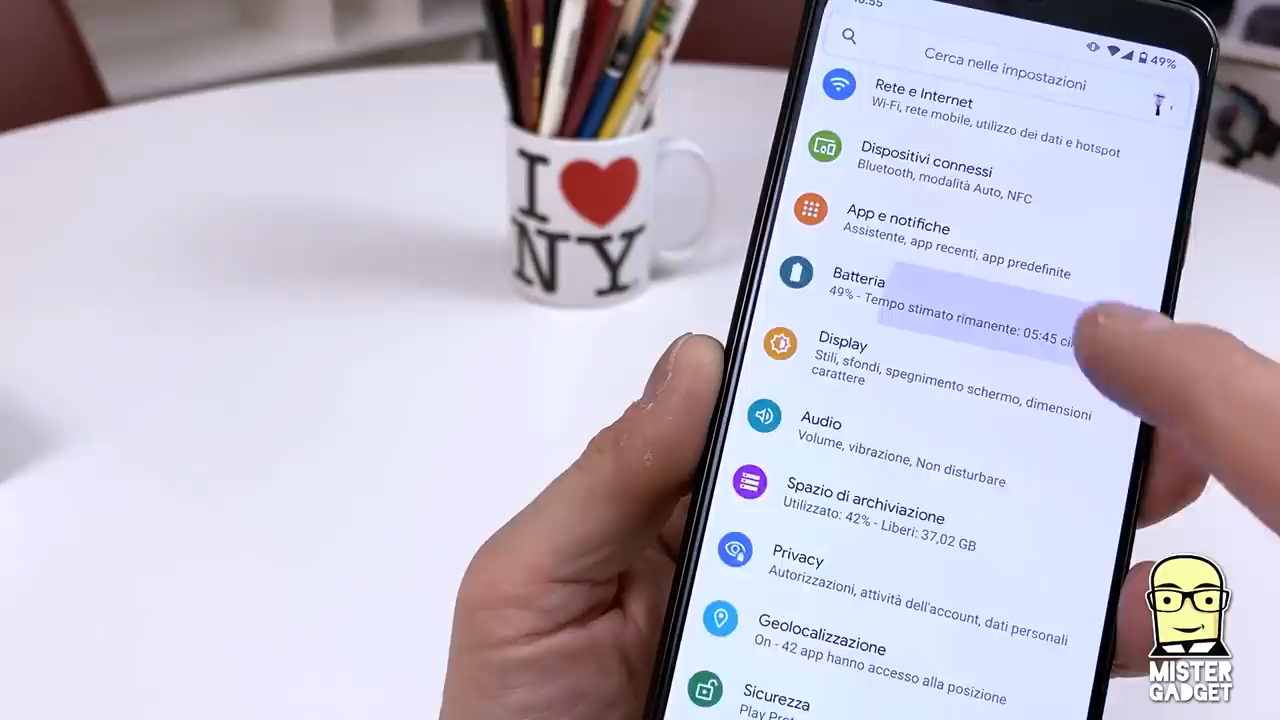 49%
Cerca nelle impostazioni
Rete e Internet
Wi-Fi, rete mobile, utilizzo dei dati e hotspot
Dispositivi connessi
Bluetooth, modalità Auto, NFC
App e notifiche
Assistente, app recenti, app predefinite
Batteria
49% - Tempo stimato rimanente: 05:45
Display
Stili, sfondi, spegnimento schermo, dimensioni
carattere
Audio
Volume, vibrazione, Non disturbare
Spazio di archiviazione
Utilizzato: 42% - Liberi: 37,02 GB
Privacy
Autorizzazioni, attività dell'account, dati personali
Geolocalizzazione
On - 42 app hanno accesso alla posizione
Sicurezza
Play
I
NY
MISTER
GADGET